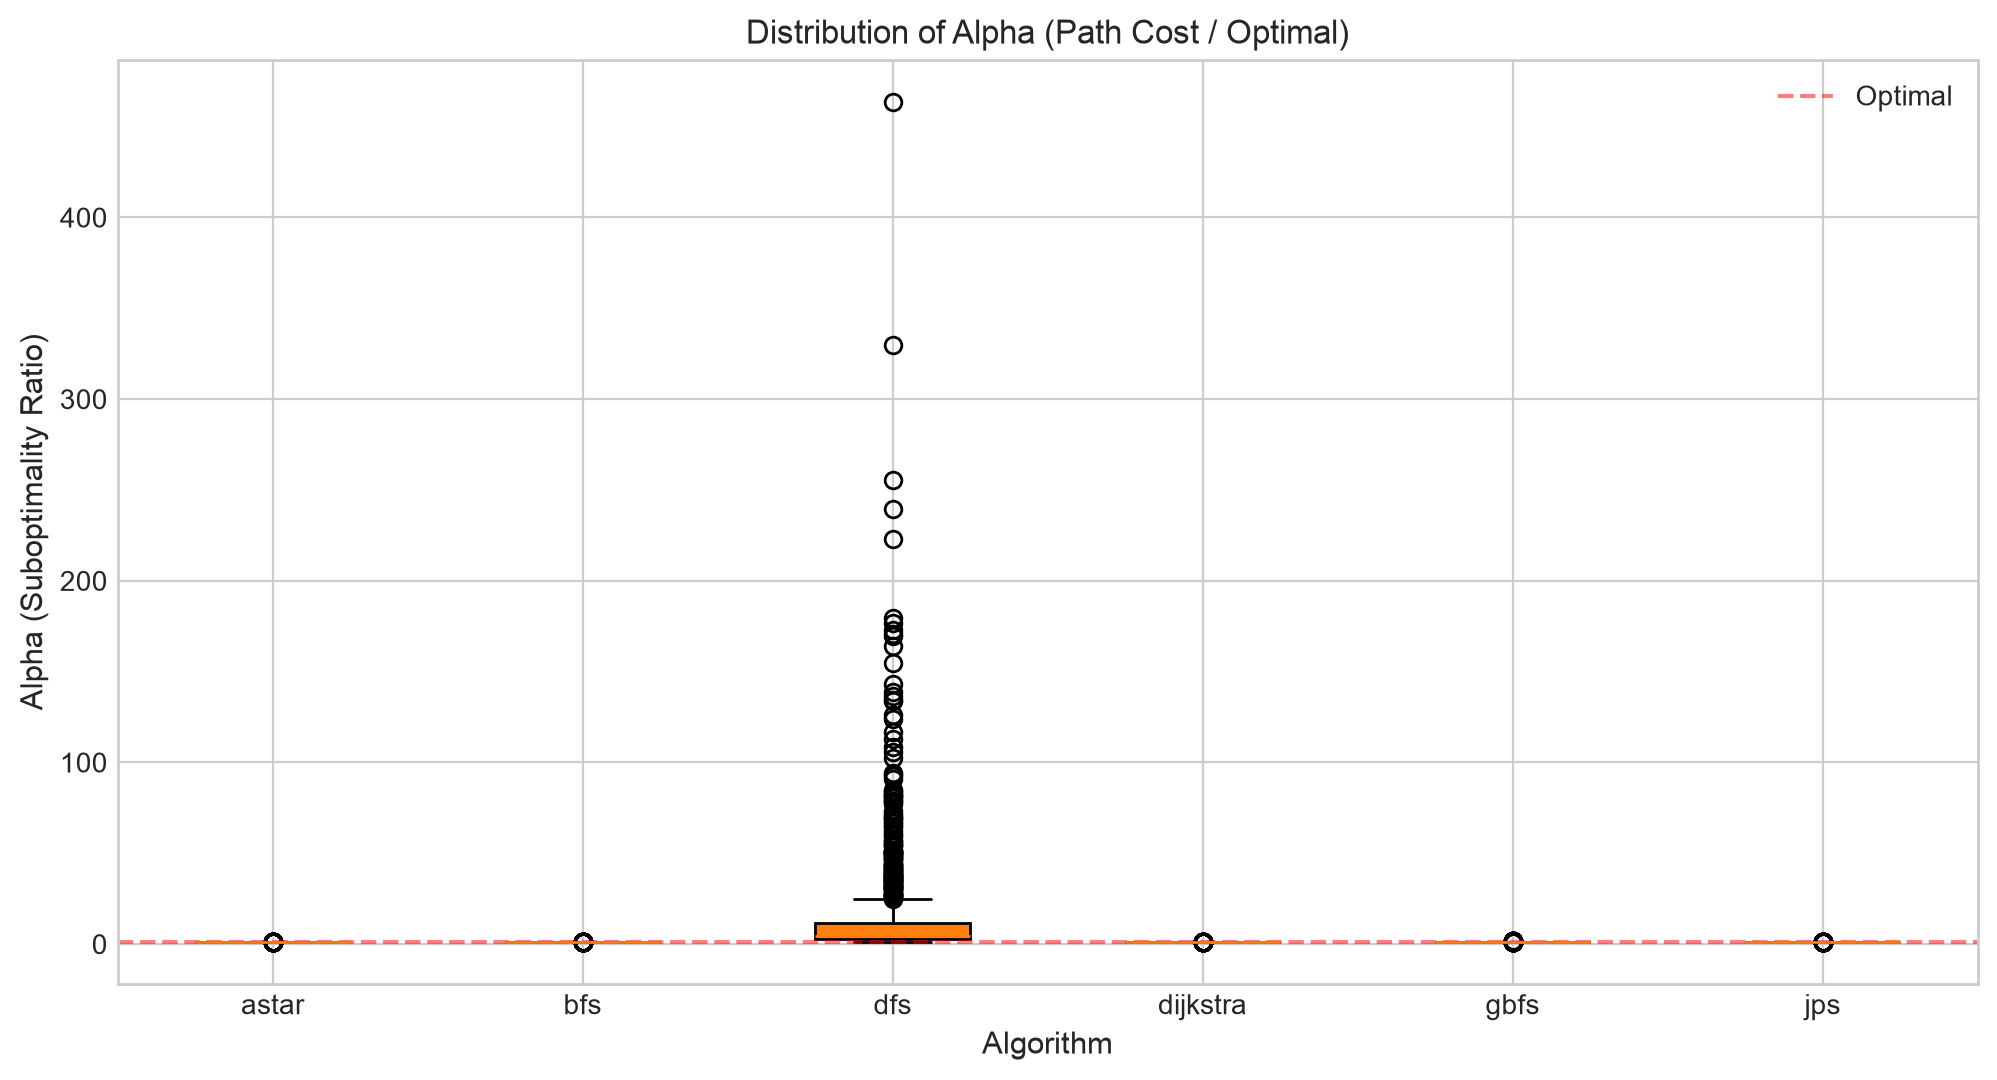 Distribution of Alpha (Path Cost / Optimal)
Optimal
Alpha (Suboptimality Ratio)
400
300
200
100
0
astar bfs dfs dijkstra gbfs jps
Algorithm